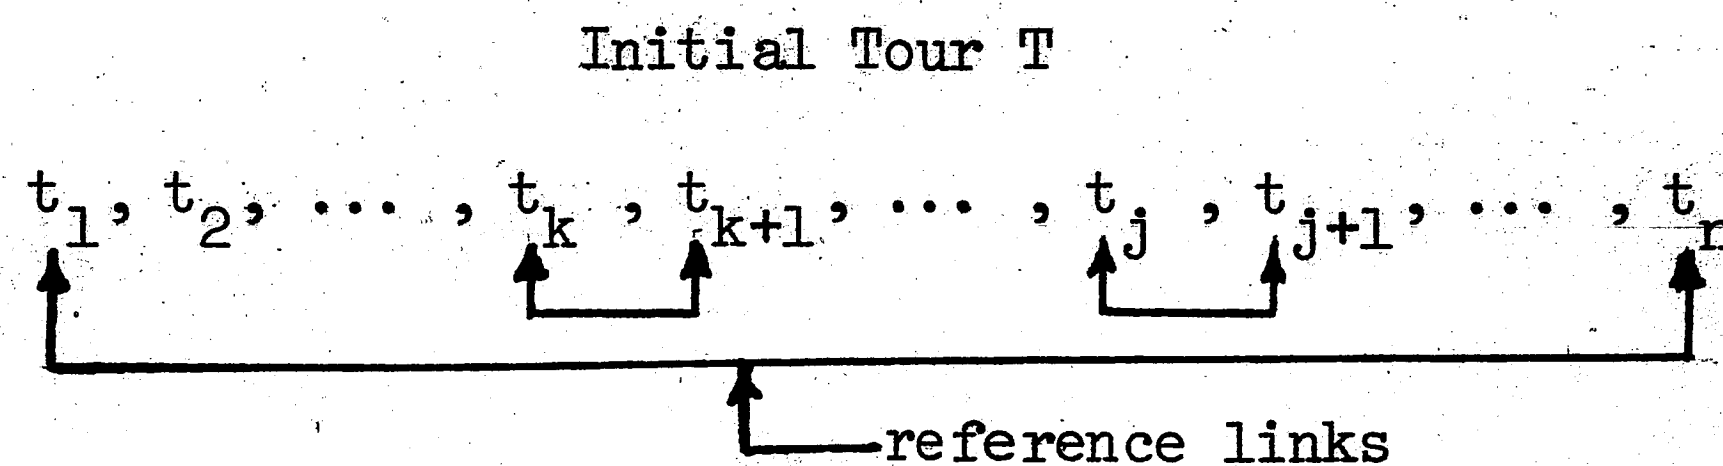 Initial Tour T
t1, t2, ... , tk , tk+1, ... , tj , tj+1, ... , tn
reference links